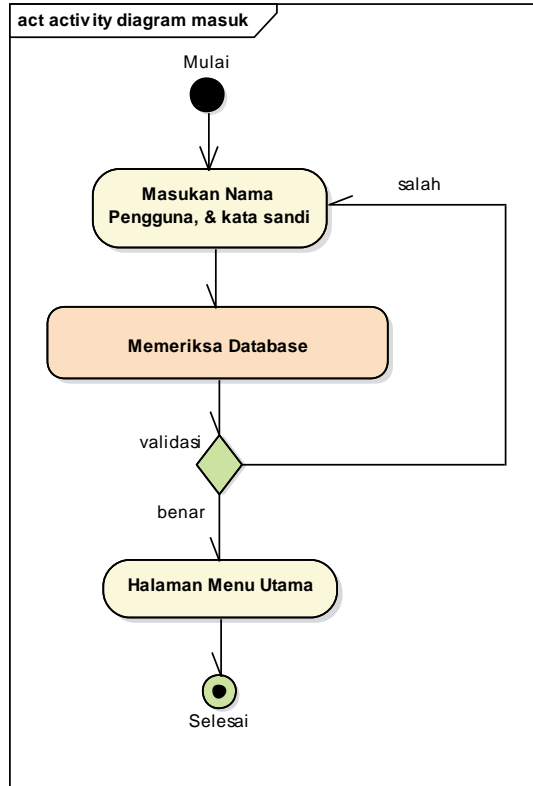 act activity diagram masuk
Mulai
Masukan Nama
Pengguna, & kata sandi
salah
Memeriksa Database
validasi
benar
Halaman Menu Utama
Selesai